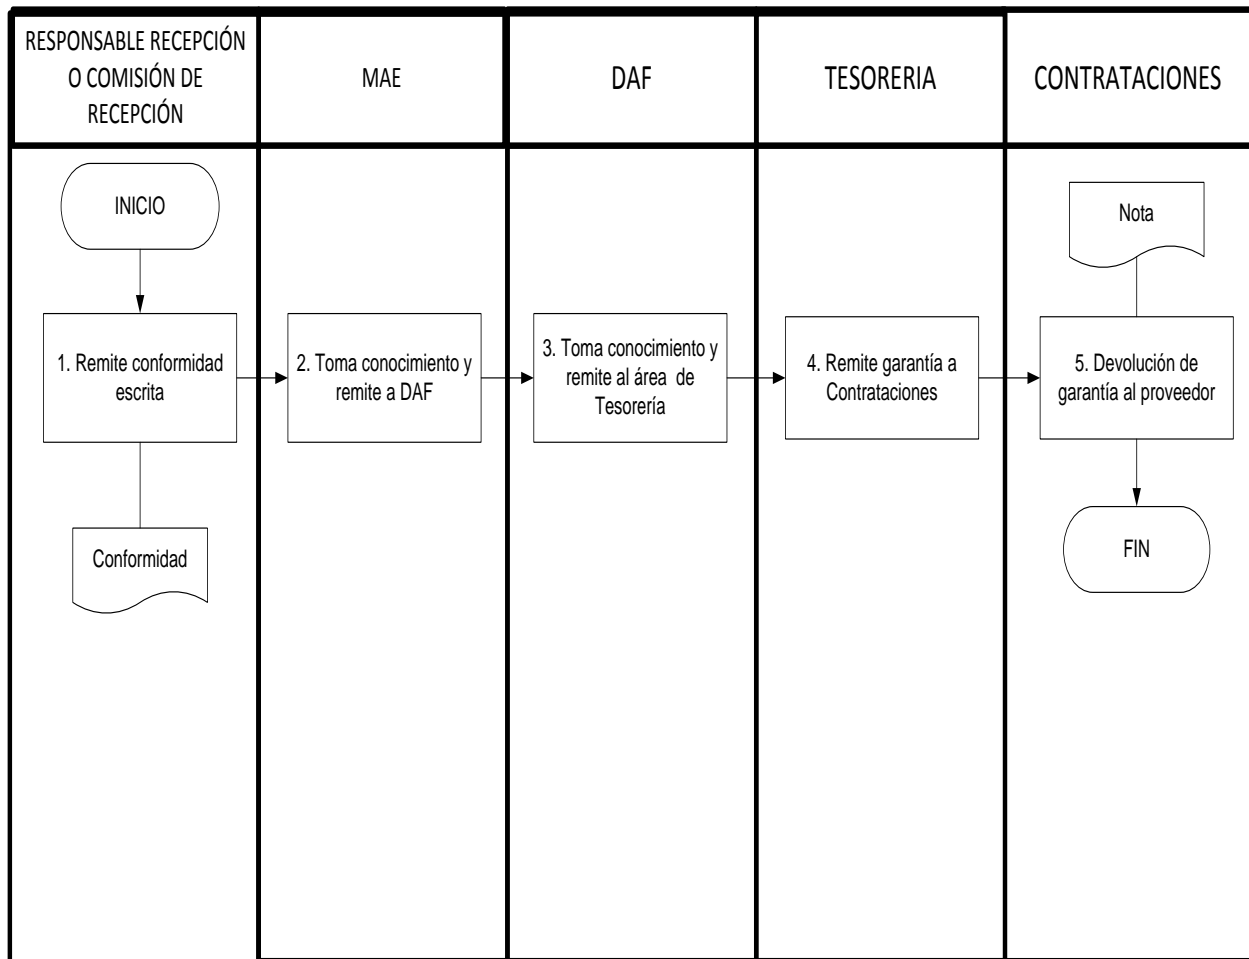 RESPONSABLE RECEPCIÓN
O COMISIÓN DE
RECEPCIÓN
MAE
DAF
TESORERIA
CONTRATACIONES
INICIO
Nota
1. Remite conformidad
escrita
2. Toma conocimiento y
remite a DAF
3. Toma conocimiento y
remite al área de
Tesorería
4. Remite garantía a
Contrataciones
5. Devolución de
garantía al proveedor
Conformidad
FIN